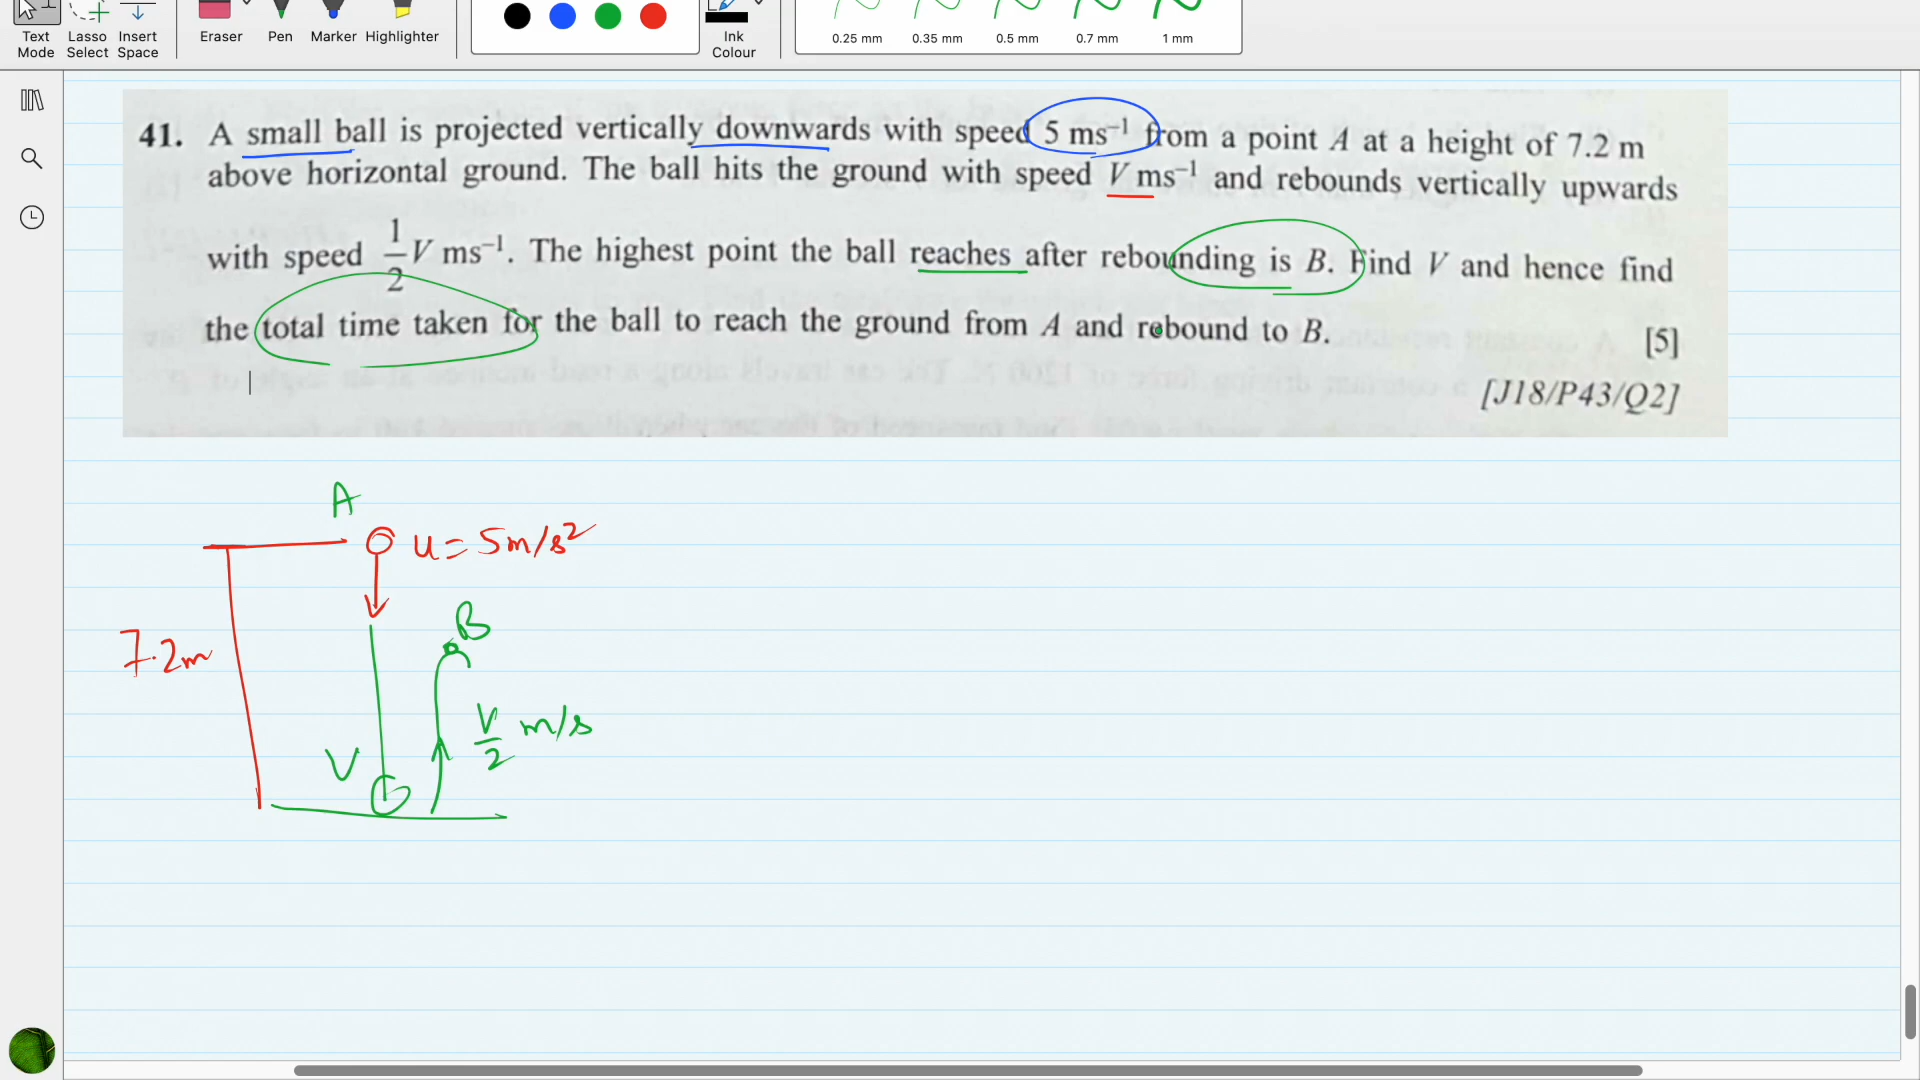 Text Mode
Lasso Select
Insert Space
Eraser
Pen
Marker
Highlighter
Ink Colour
0.25 mm
0.35 mm
0.5 mm
0.7 mm
1 mm
41. A small ball is projected vertically downwards with speed 5 ms⁻¹ from a point A at a height of 7.2 m
above horizontal ground. The ball hits the ground with speed V ms⁻¹ and rebounds vertically upwards
with speed 1/2 V ms⁻¹. The highest point the ball reaches after rebounding is B. Find V and hence find
the total time taken for the ball to reach the ground from A and rebound to B. [5]
[J18/P43/Q2]
A
u = 5m/s²
7.2m
B
V/2 m/s
V